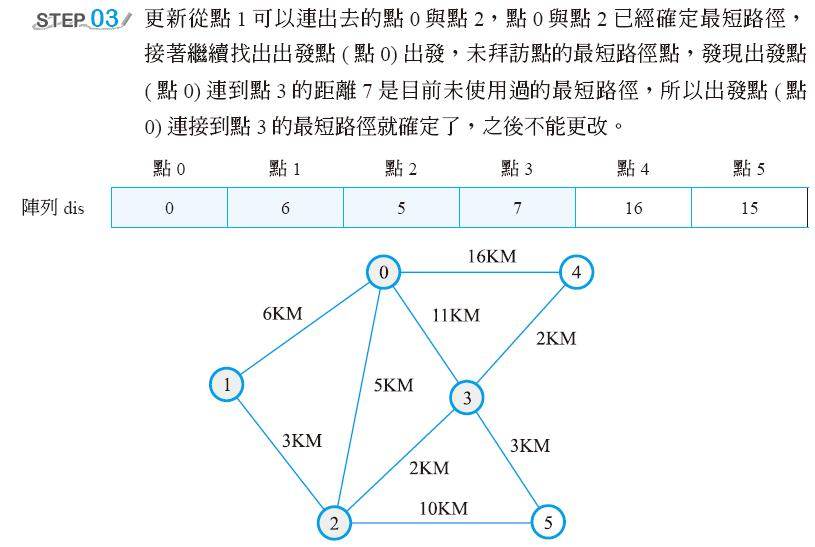 STEP 03 更新從點 1 可以連出去的點 0 與點 2，點 0 與點 2 已經確定最短路徑，
接著繼續找出出發點 ( 點 0) 出發，未拜訪點的最短路徑點，發現出發點
( 點 0) 連到點 3 的距離 7 是目前未使用過的最短路徑，所以出發點 ( 點
0) 連接到點 3 的最短路徑就確定了，之後不能更改。
點 0 點 1 點 2 點 3 點 4 點 5
陣列 dis 0 6 5 7 16 15
16KM
0 4
6KM 11KM
2KM
1 5KM 3
3KM 3KM
2KM
10KM
2 5